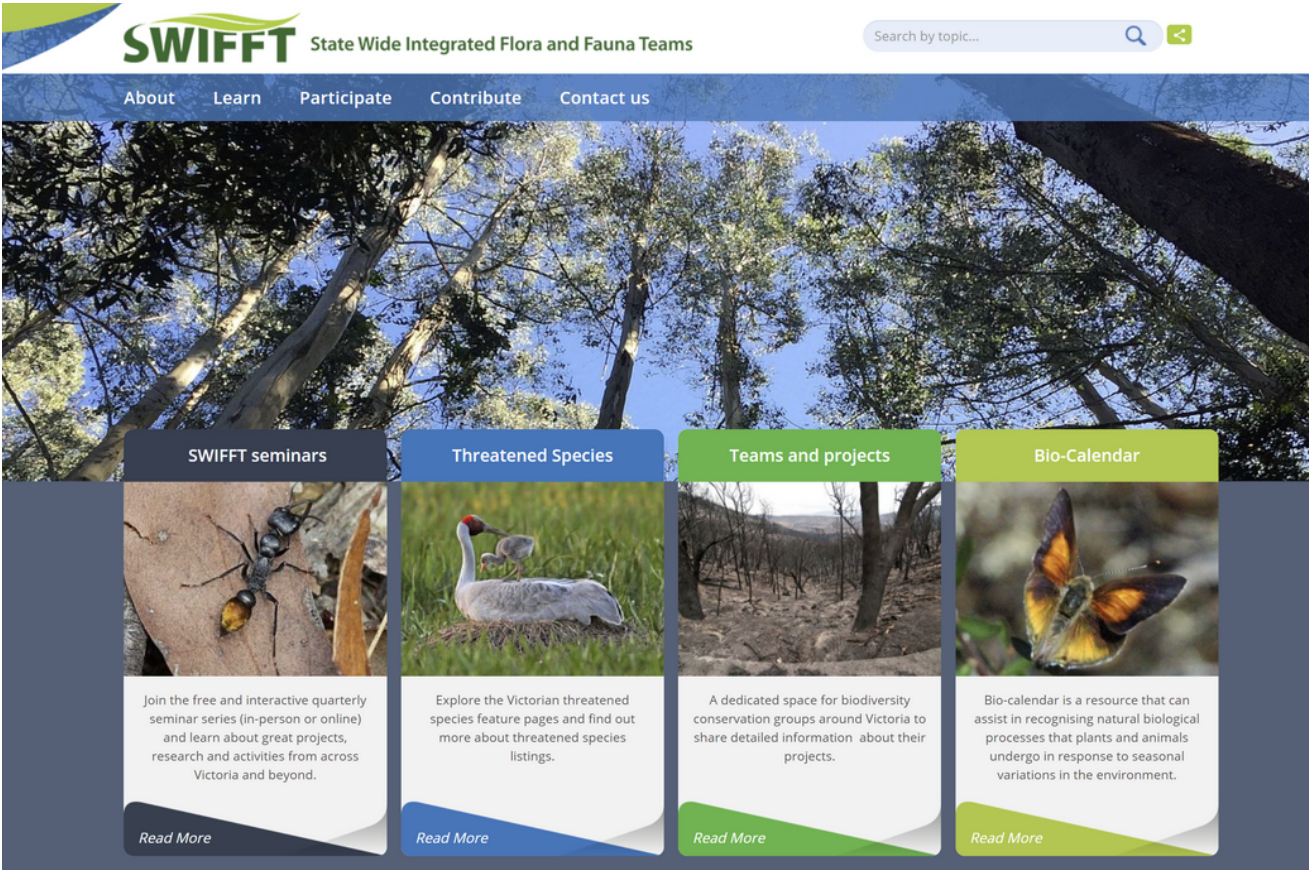 SWIFFT State Wide Integrated Flora and Fauna Teams
Search by topic...
About Learn Participate Contribute Contact us
SWIFFT seminars
Join the free and interactive quarterly
seminar series (in-person or online)
and learn about great projects,
research and activities from across
Victoria and beyond.
Read More
Threatened Species
Explore the Victorian threatened
species feature pages and find out
more about threatened species
listings.
Read More
Teams and projects
A dedicated space for biodiversity
conservation groups around Victoria to
share detailed information about their
projects.
Read More
Bio-Calendar
Bio-calendar is a resource that can
assist in recognising natural biological
processes that plants and animals
undergo in response to seasonal
variations in the environment.
Read More